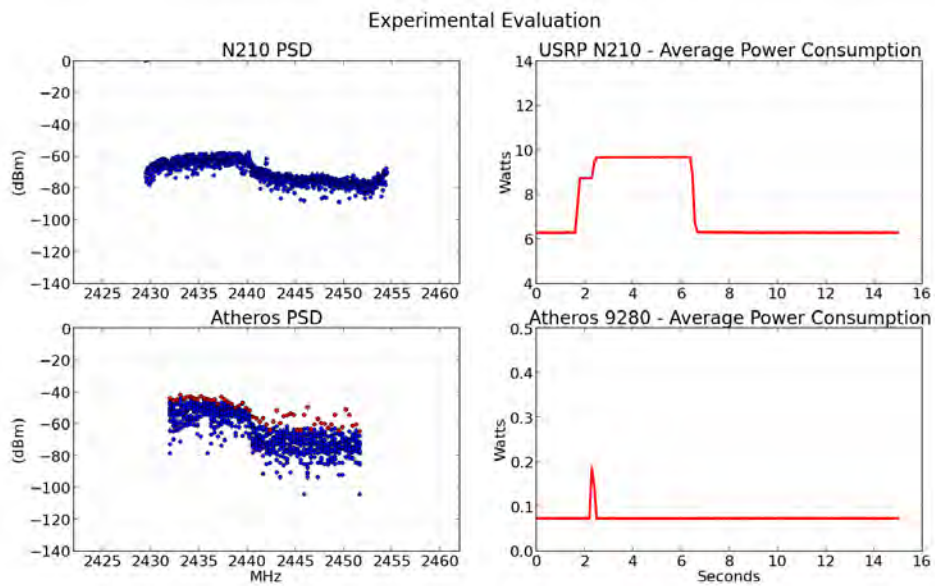 Experimental Evaluation
N210 PSD
0
−20
−40
−60
−80
−100
−120
−140
(dBm)
2425 2430 2435 2440 2445 2450 2455 2460
USRP N210 - Average Power Consumption
14
12
10
8
6
4
Watts
0 2 4 6 8 10 12 14 16
Atheros PSD
0
−20
−40
−60
−80
−100
−120
−140
(dBm)
2425 2430 2435 2440 2445 2450 2455 2460
MHz
Atheros 9280 - Average Power Consumption
0.5
0.4
0.3
0.2
0.1
0.0
Watts
0 2 4 6 8 10 12 14 16
Seconds